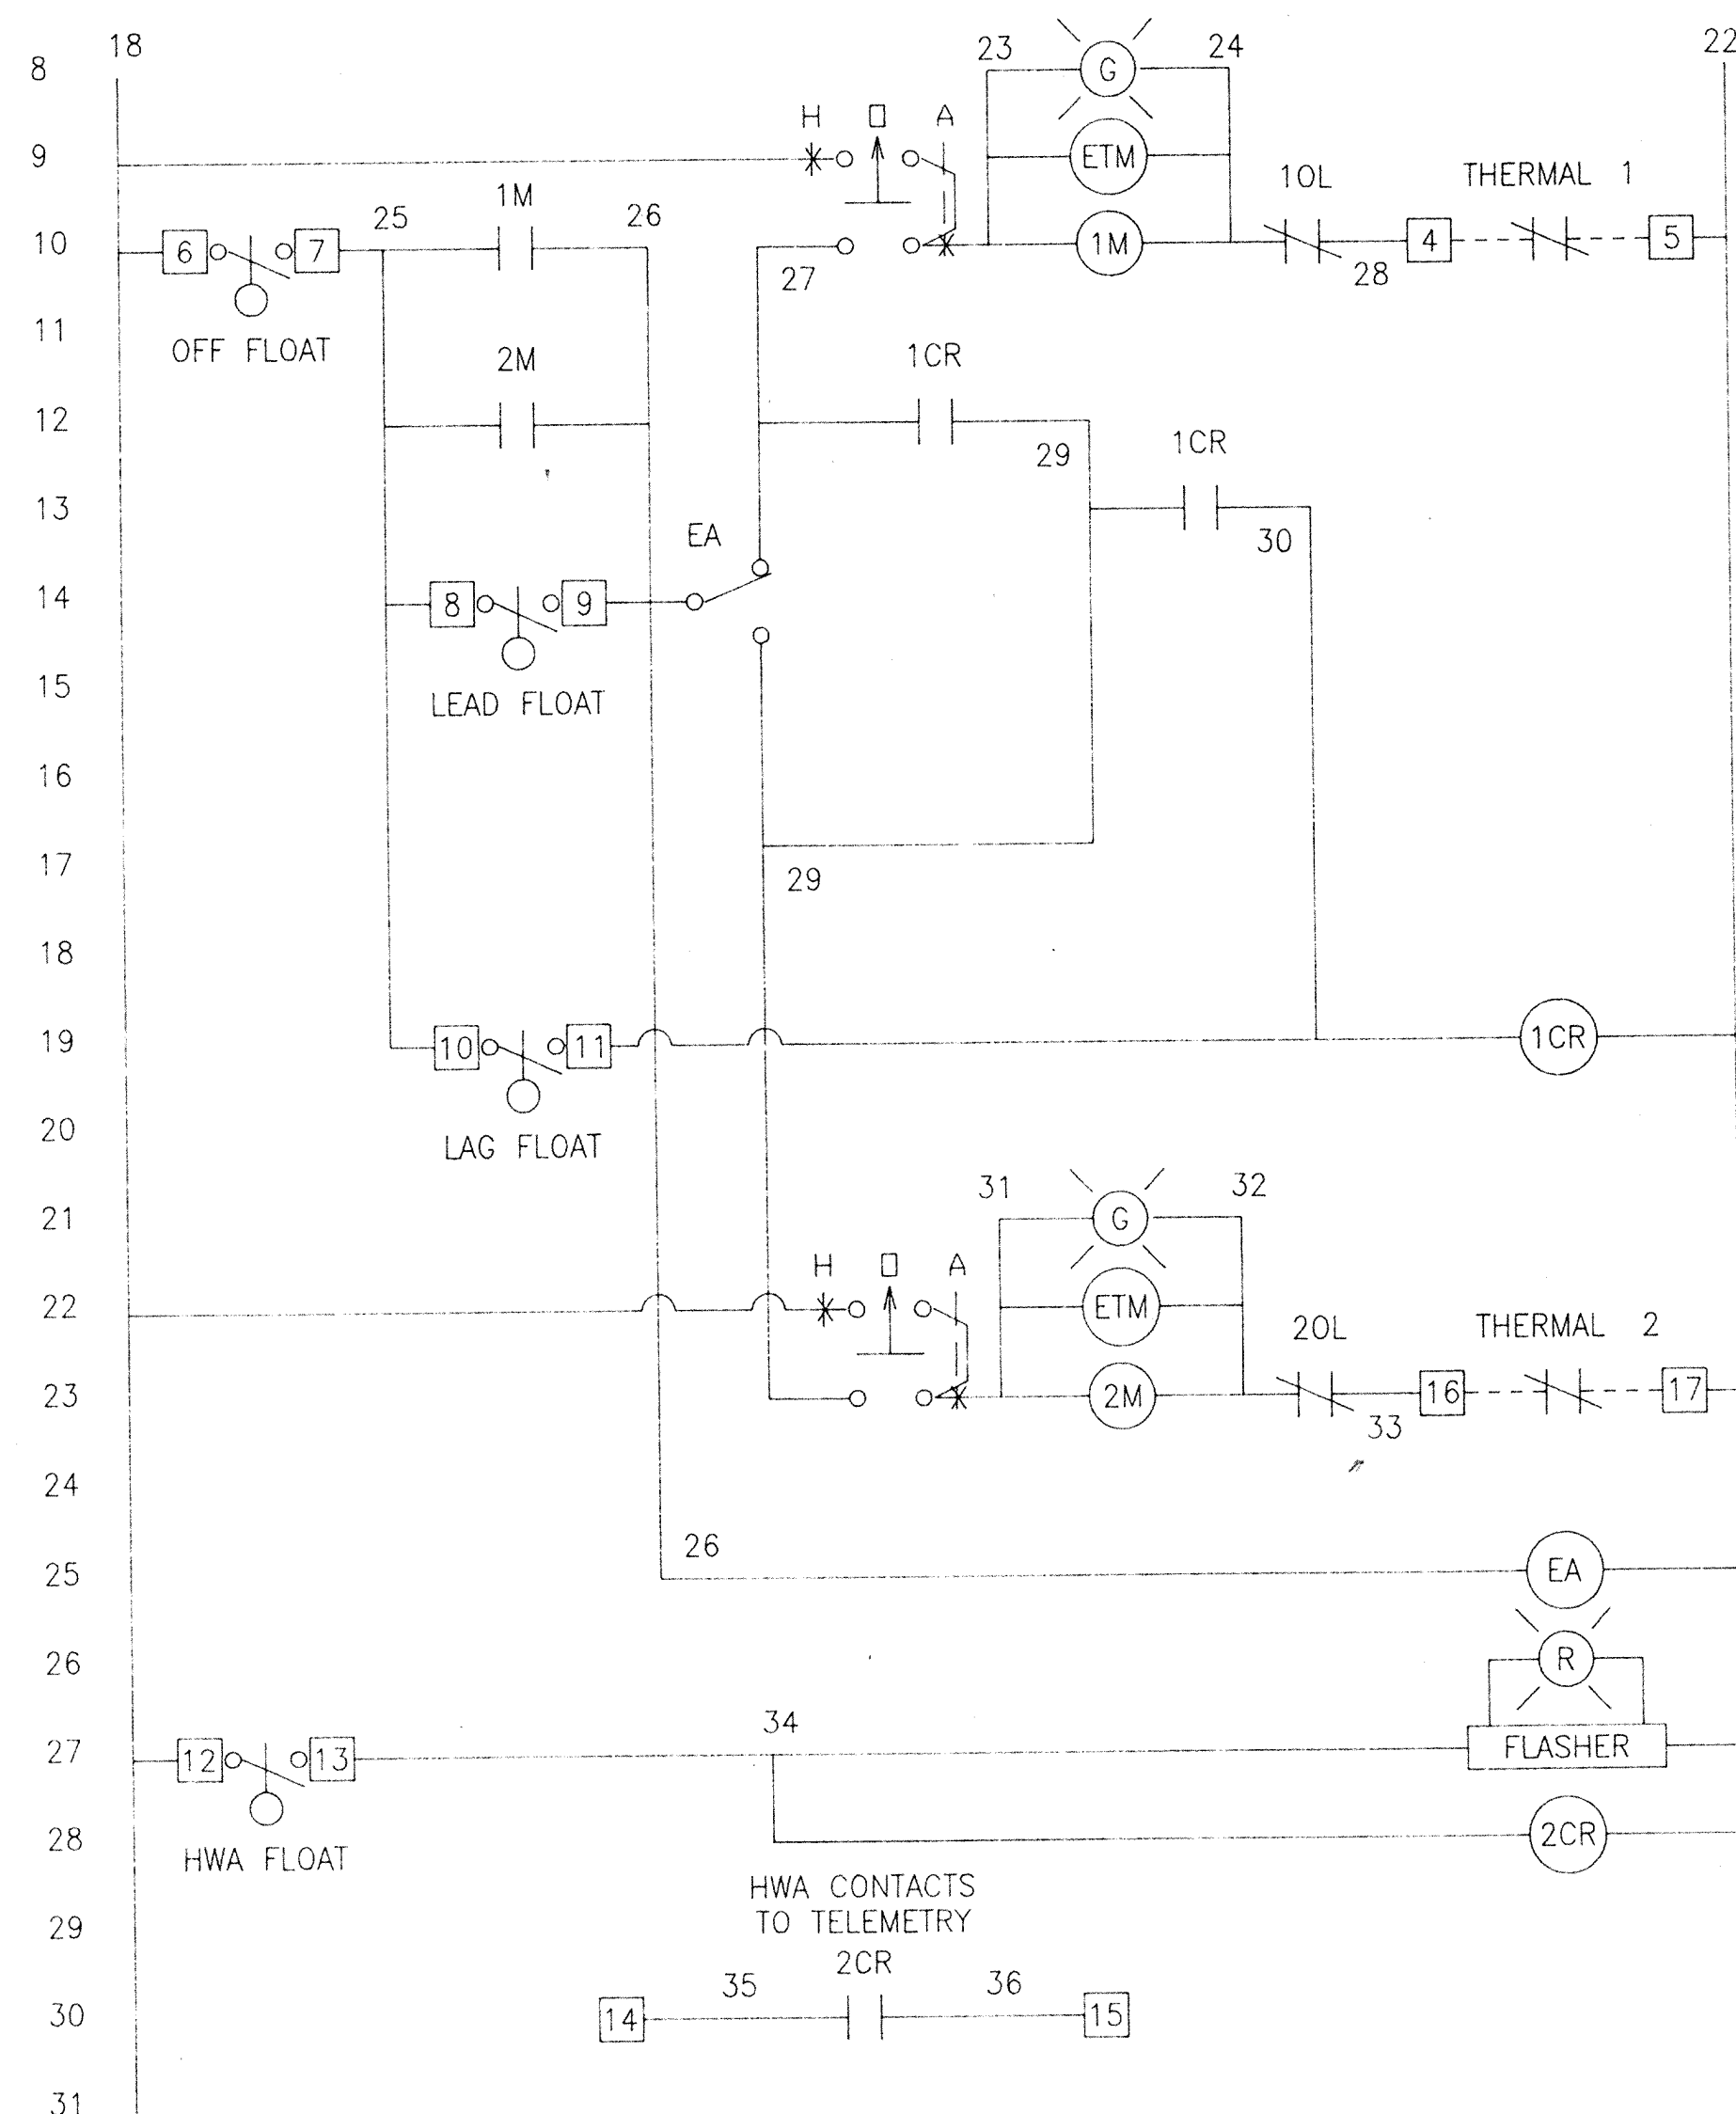 18 23 24 22
8 G
H O A
9 ETM 1OL THERMAL 1
25 1M 26
10 6 7 27 1M 28 4 5
11 OFF FLOAT
2M 1CR
12 29 1CR
13 30
EA
14 8 9
15 LEAD FLOAT
16
17 29
18
19 10 11 1CR
20 LAG FLOAT
31 32
21 G
H O A
22 ETM 2OL THERMAL 2
23 2M 33 16 17
24
26
25 EA
26 R
34
27 12 13 FLASHER
28 HWA FLOAT 2CR
HWA CONTACTS
29 TO TELEMETRY
2CR
35 36
30 14 15
31